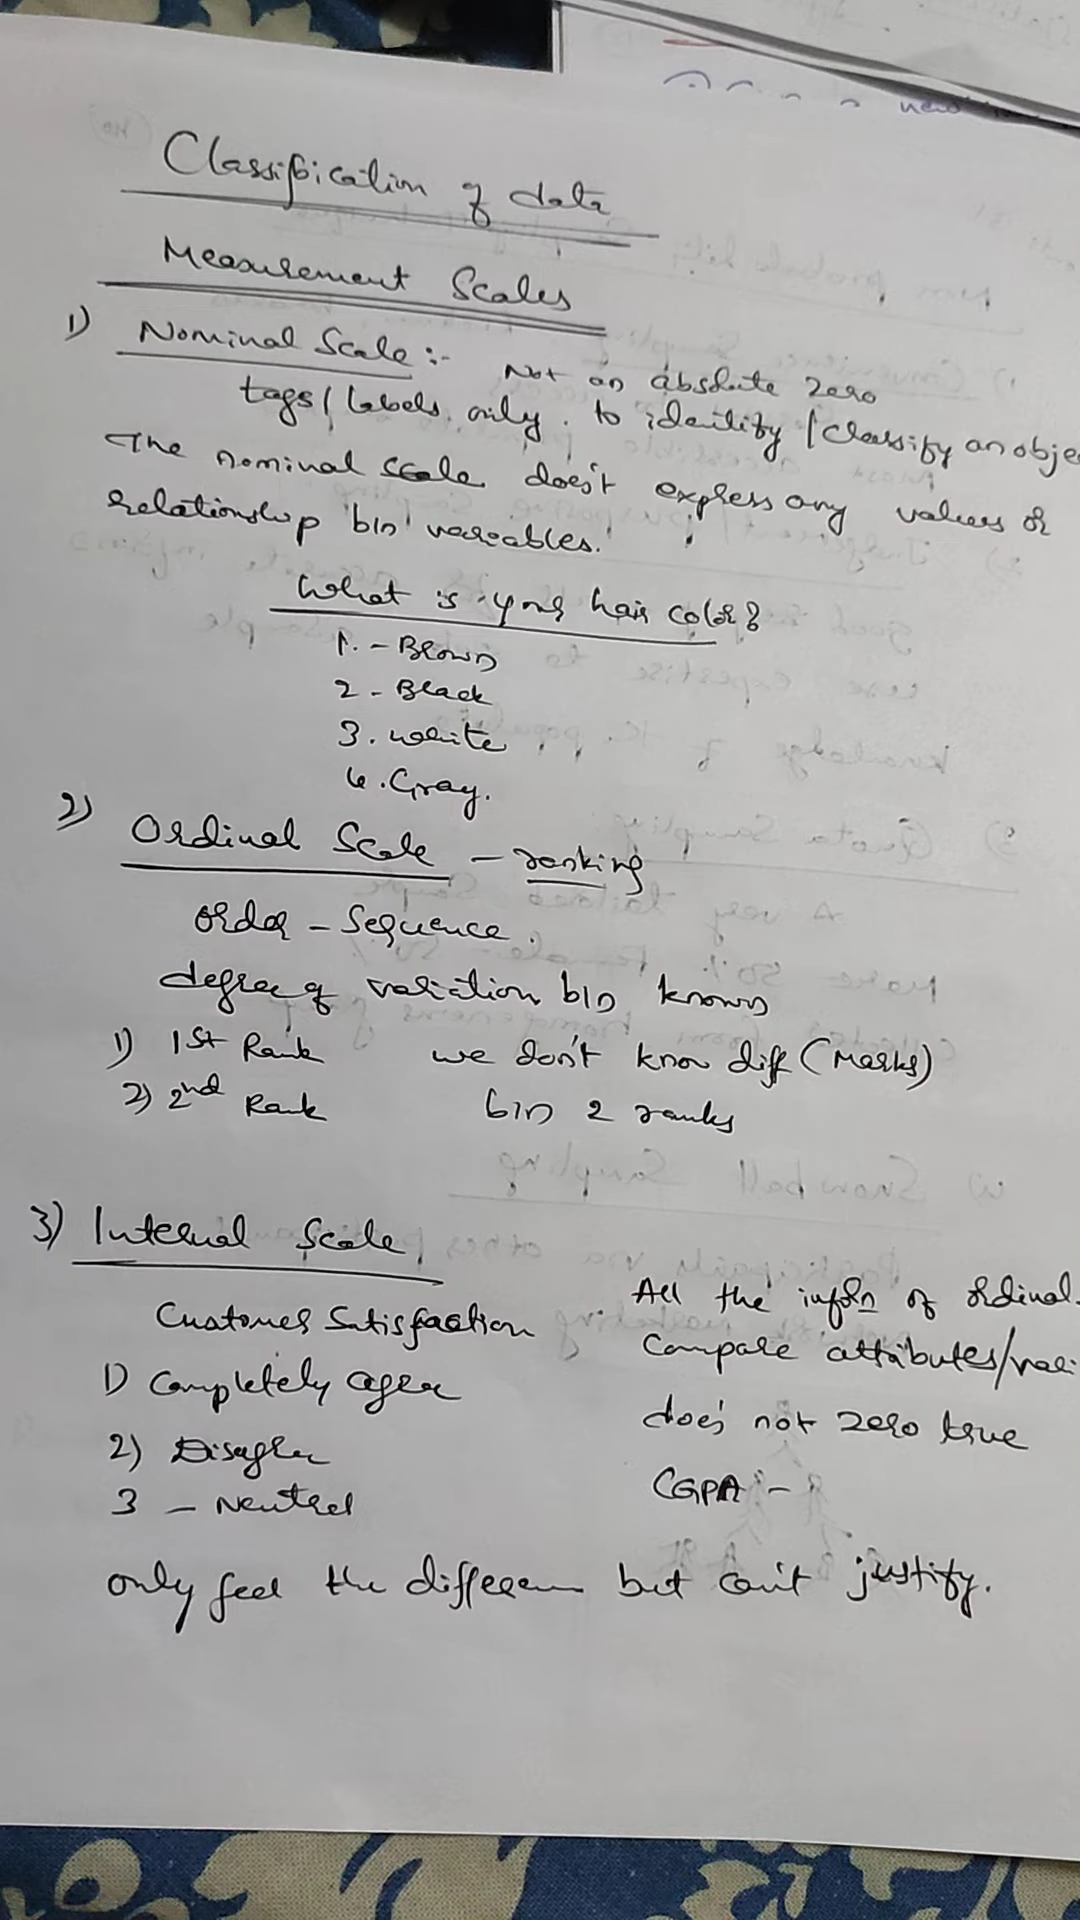 Classification of data
Measurement Scales
1) Nominal Scale :- Not an absolute zero
tags / labels only. to identify / classify an obje
The nominal scale does't express any values or
relationship b/n variables.
What is your hair color?
1. - Brown
2 - Black
3. white
4. Gray.
2) Ordinal Scale - ranking
order - Sequence.
degree of variation b/n known
1) 1st Rank we don't know diff (Marks)
2) 2nd Rank b/n 2 ranks
3) Interval Scale
All the infon of ordinal.
Customer Satisfaction
Compare attributes/vari
1) Completely agree
does not zero true
2) Disagree
CGPA :-
3 - Neutral
only feel the differen but can't justify.